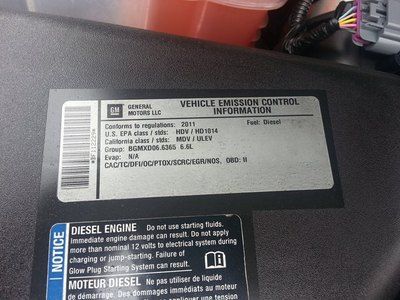 GM GENERAL MOTORS LLC
VEHICLE EMISSION CONTROL INFORMATION
Conforms to regulations: 2011 Fuel: Diesel
U.S. EPA class / stds: HDV / HD1014
California class / stds: MDV / ULEV
Group: BGMXD06.6365 6.6L
Evap: N/A
CAC/TC/DFI/OC/PTOX/SCRC/EGR/NOS, OBD: II
NOTICE
DIESEL ENGINE Do not use starting fluids.
Immediate engine damage may occur. Do not apply
more than nominal 12 volts to electrical system during
charging or jump-starting. Failure of
Glow Plug Starting System can result.
MOTEUR DIESEL Ne pas utiliser de liquide
de démarrage. Des dommages immédiats au